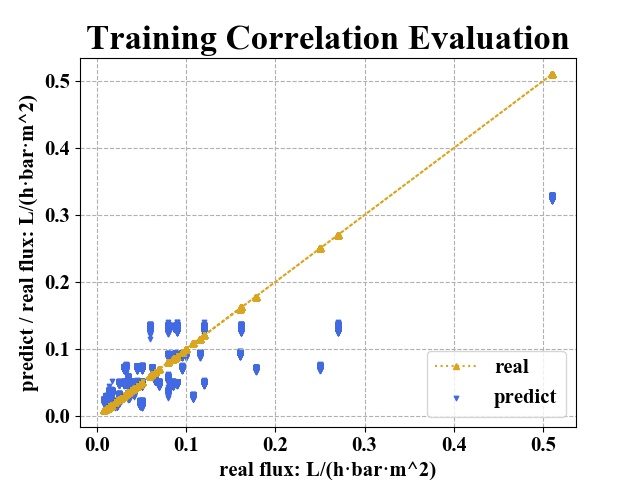 Training Correlation Evaluation
predict / real flux: L/(h·bar·m^2)
0.5
0.4
0.3
0.2
0.1
0.0
real
predict
0.0 0.1 0.2 0.3 0.4 0.5
real flux: L/(h·bar·m^2)